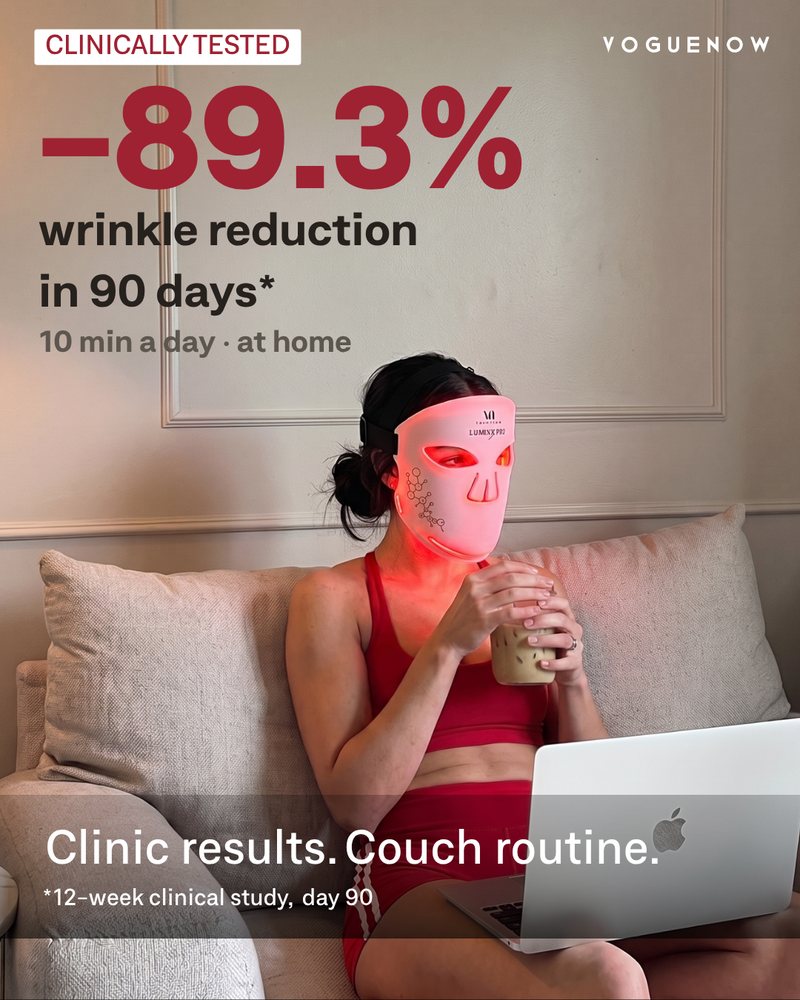 CLINICALLY TESTED
VOGUENOW
–89.3%
wrinkle reduction
in 90 days*
10 min a day · at home
LUMINX PRO
Clinic results. Couch routine.
*12-week clinical study, day 90